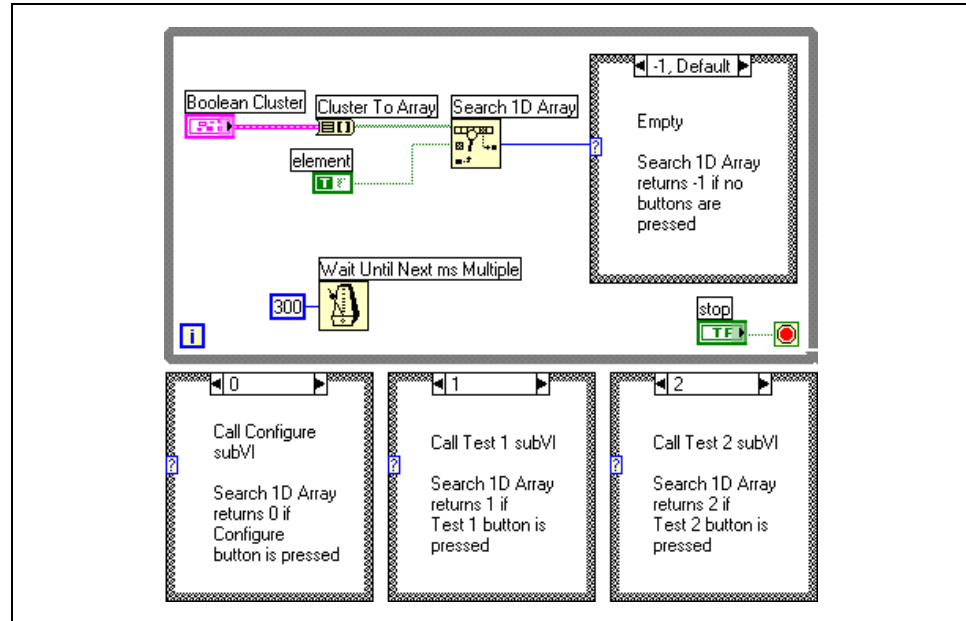 -1, Default
Boolean Cluster
Cluster To Array
Search 1D Array
Empty
?
element
Search 1D Array
returns -1 if no
buttons are
pressed
T
Wait Until Next ms Multiple
300
stop
TF
i
0
1
2
Call Configure
subVI
?
Search 1D Array
returns 0 if
Configure
button is pressed
Call Test 1 subVI
?
Search 1D Array
returns 1 if
Test 1 button is
pressed
Call Test 2 subVI
?
Search 1D Array
returns 2 if
Test 2 button is
pressed